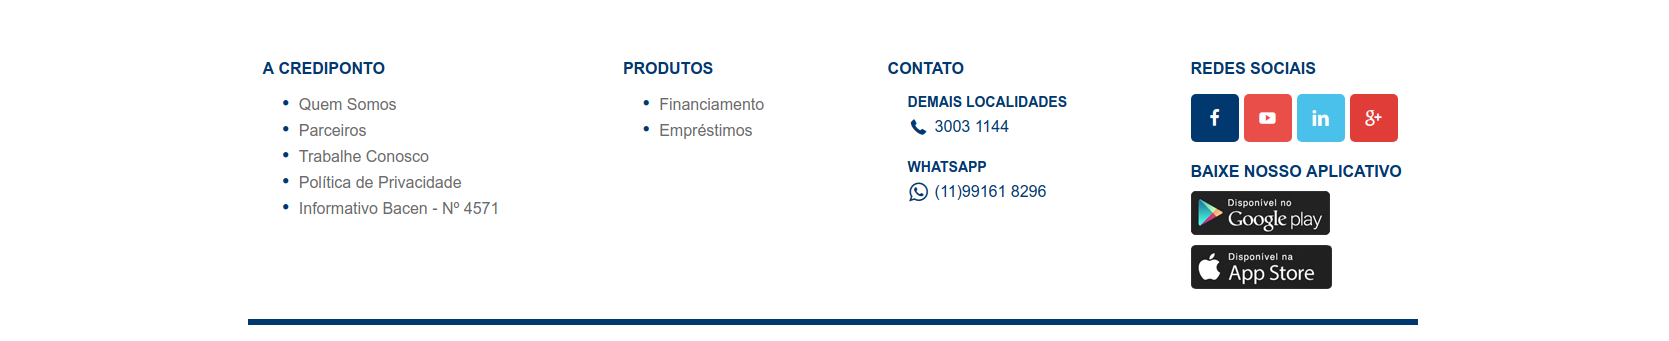 A CREDIPONTO
Quem Somos
Parceiros
Trabalhe Conosco
Política de Privacidade
Informativo Bacen - Nº 4571
PRODUTOS
Financiamento
Empréstimos
CONTATO
DEMAIS LOCALIDADES
3003 1144
WHATSAPP
(11)99161 8296
REDES SOCIAIS
f
in
g+
BAIXE NOSSO APLICATIVO
Disponível no
Google play
Disponível na
App Store